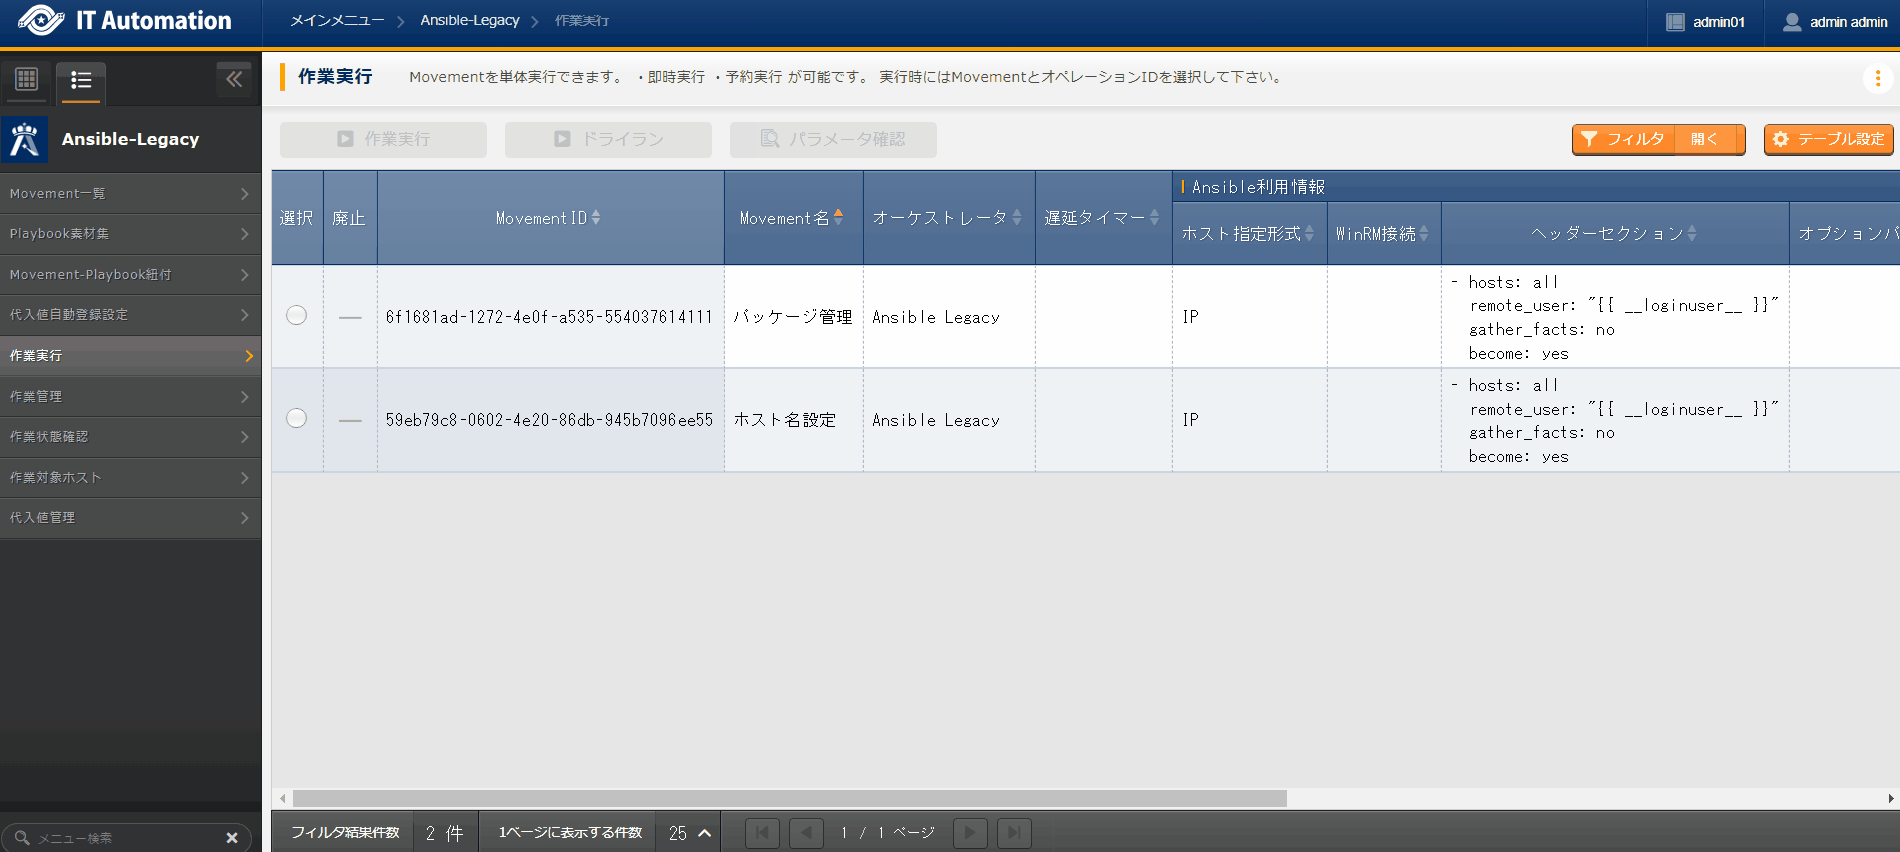 IT Automation
メインメニュー
Ansible-Legacy
作業実行
admin01
admin admin
作業実行
Movementを単体実行できます。 ・即時実行 ・予約実行 が可能です。 実行時にはMovementとオペレーションIDを選択して下さい。
Ansible-Legacy
Movement一覧
Playbook素材集
Movement-Playbook紐付
代入値自動登録設定
作業実行
作業管理
作業状態確認
作業対象ホスト
代入値管理
メニュー検索
作業実行
ドライラン
パラメータ確認
フィルタ 開く
テーブル設定
選択 廃止 MovementID Movement名 オーケストレータ 遅延タイマー
Ansible利用情報
ホスト指定形式 WinRM接続 ヘッダーセクション オプションパ
6f1681ad-1272-4e0f-a535-554037614111 パッケージ管理 Ansible Legacy IP
- hosts: all
remote_user: "{{ __loginuser__ }}"
gather_facts: no
become: yes
59eb79c8-0602-4e20-86db-945b7096ee55 ホスト名設定 Ansible Legacy IP
- hosts: all
remote_user: "{{ __loginuser__ }}"
gather_facts: no
become: yes
フィルタ結果件数 2 件 1ページに表示する件数 25 1 / 1 ページ